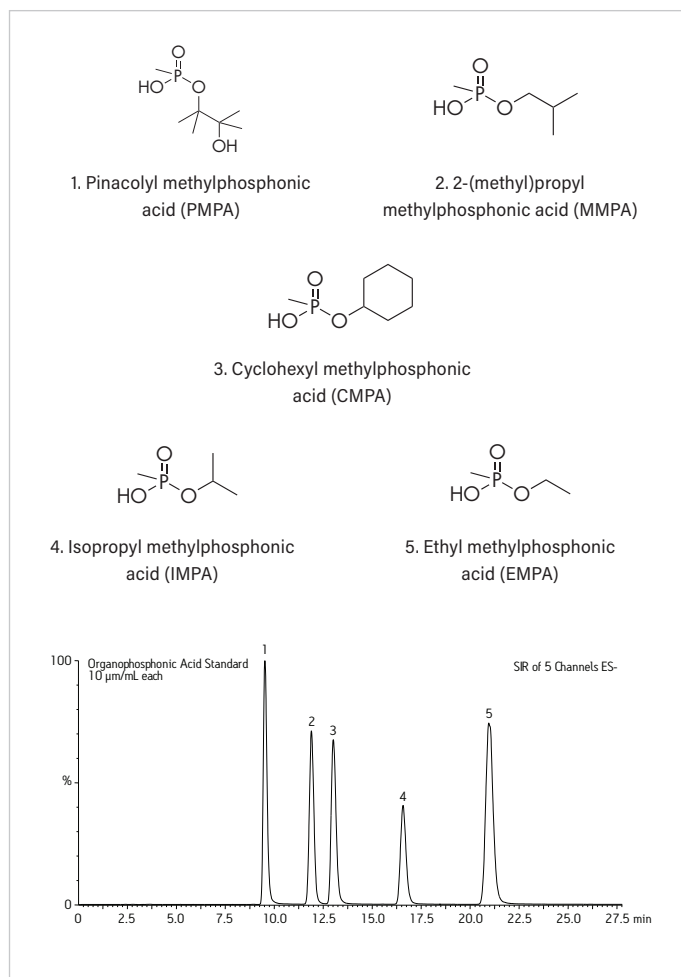 O
P
HO
O
OH
1. Pinacolyl methylphosphonic
acid (PMPA)
O
P
HO
O
2. 2-(methyl)propyl
methylphosphonic acid (MMPA)
O
P
HO
O
3. Cyclohexyl methylphosphonic
acid (CMPA)
O
P
HO
O
4. Isopropyl methylphosphonic
acid (IMPA)
O
P
HO
O
5. Ethyl methylphosphonic
acid (EMPA)
100
%
0
Organophosphonic Acid Standard
10 µm/mL each
SIR of 5 Channels ES-
1
2
3
4
5
0 2.5 5.0 7.5 10.0 12.5 15.0 17.5 20.0 22.5 25.0 27.5 min